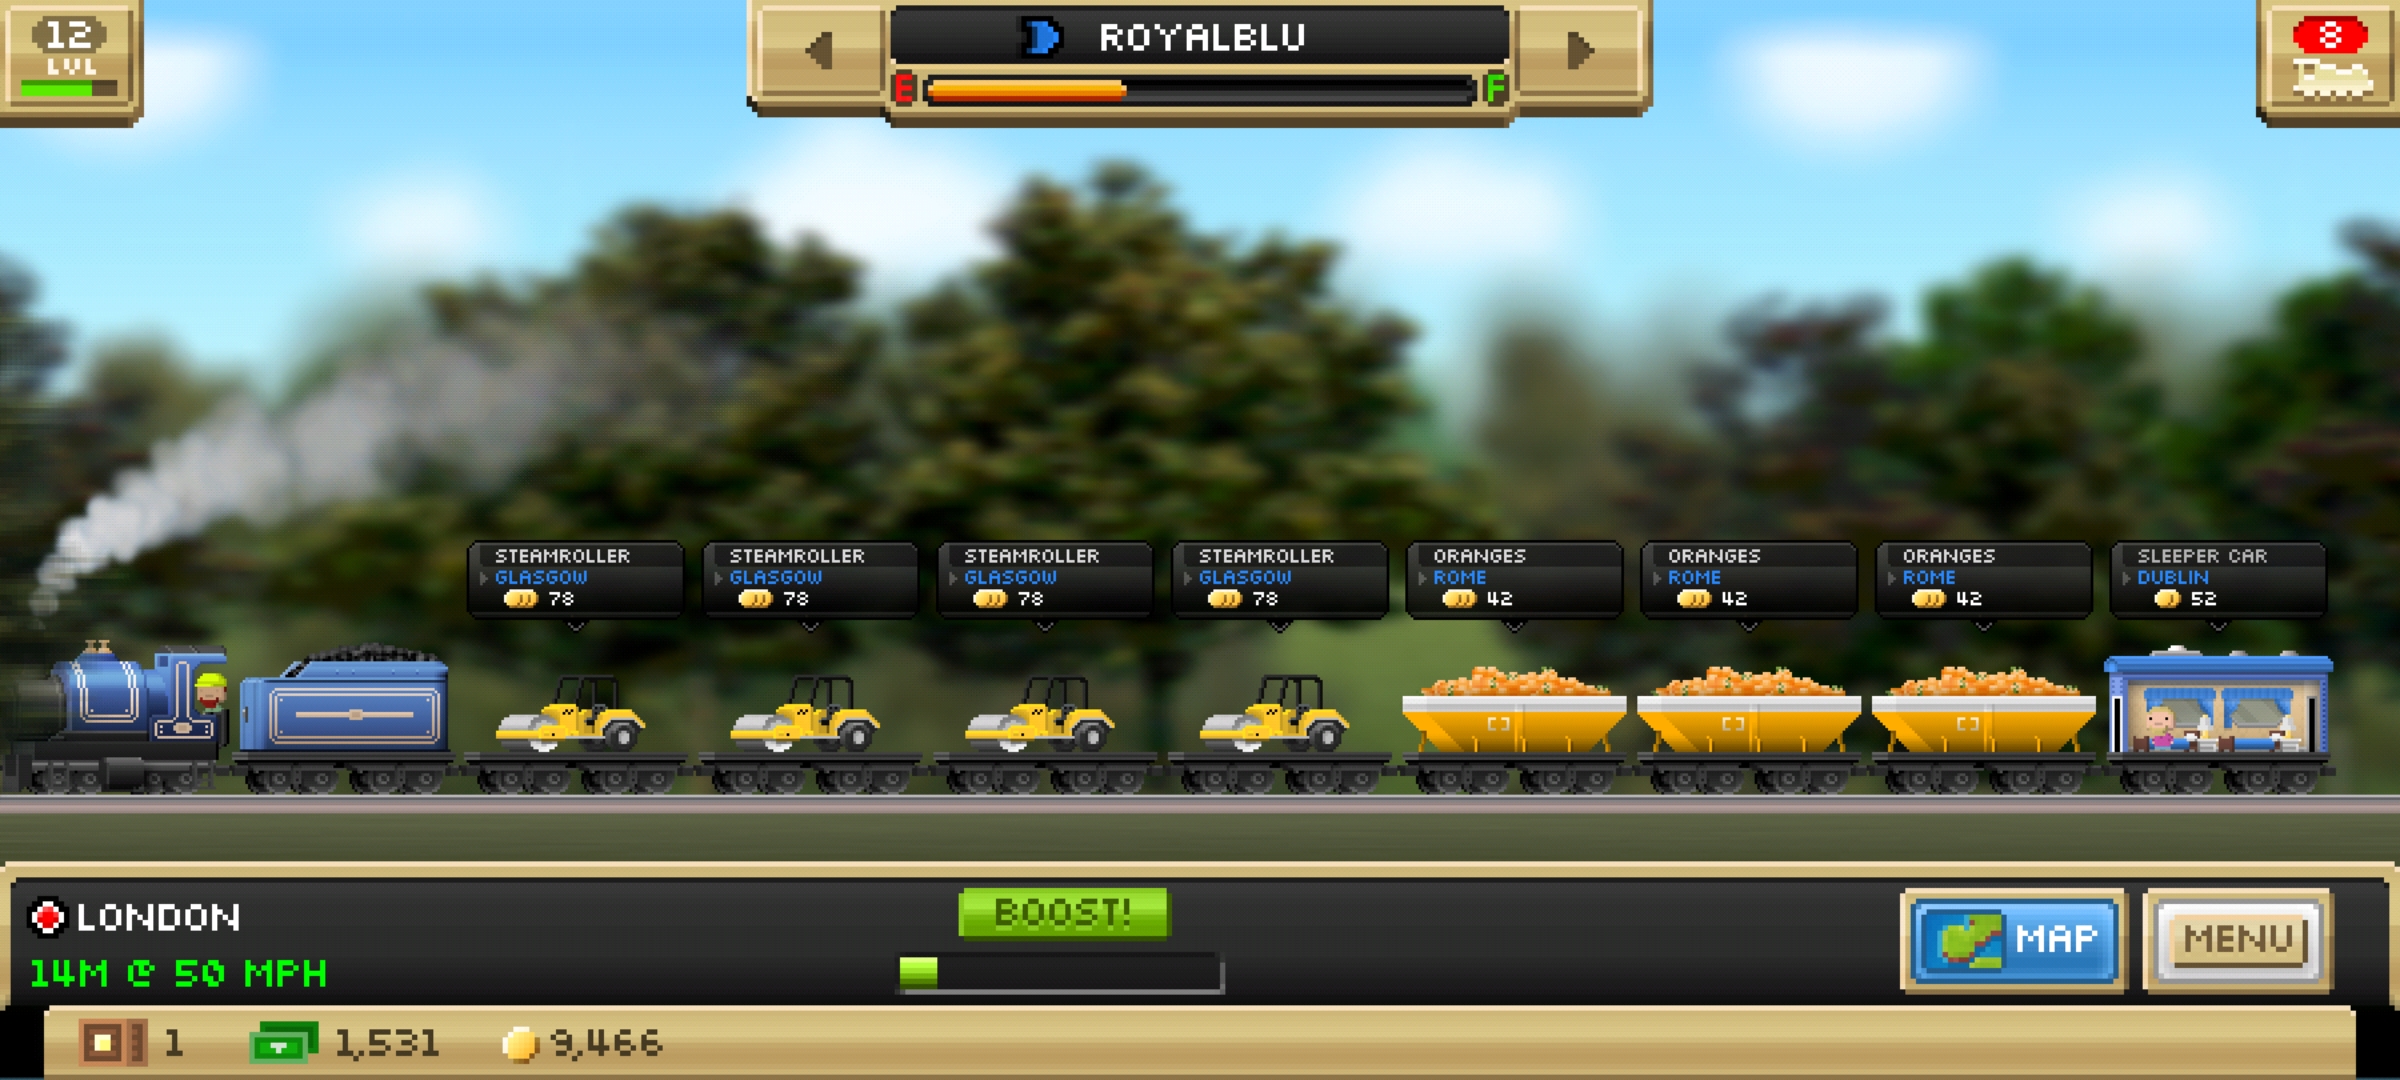 12
LVL
ROYALBLU
E F
8
STEAMROLLER
GLASGOW
78
STEAMROLLER
GLASGOW
78
STEAMROLLER
GLASGOW
78
STEAMROLLER
GLASGOW
78
ORANGES
ROME
42
ORANGES
ROME
42
ORANGES
ROME
42
SLEEPER CAR
DUBLIN
52
LONDON
14M @ 50 MPH
BOOST!
MAP
MENU
1 1,531 9,466